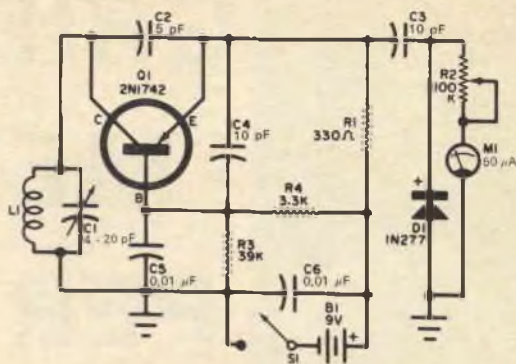 C2
5 pF
C3
10 pF
Q1
2N1742
R2
100
K
C
E
C4
10 pF
R1
330Ω
M1
50 μA
R4
3.3K
B
+
L1
C1
4-20pF
D1
1N277
R3
39K
C5
0,01 μF
C6
0,01 μF
B1
9V
+
S1